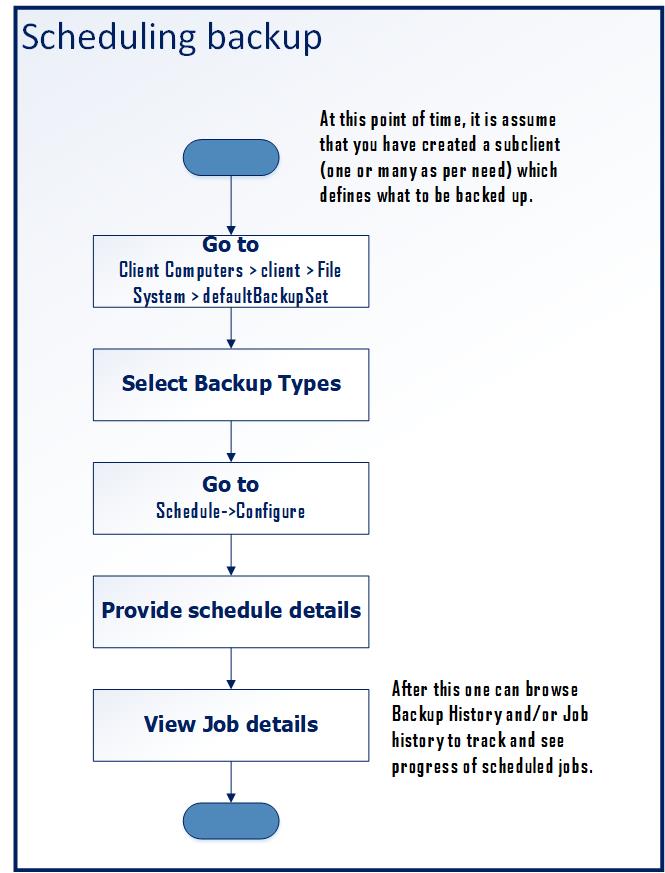 Scheduling backup
At this point of time, it is assume
that you have created a subclient
(one or many as per need) which
defines what to be backed up.
Go to
Client Computers > client > File
System > defaultBackupSet
Select Backup Types
Go to
Schedule->Configure
Provide schedule details
View Job details
After this one can browse
Backup History and/or Job
history to track and see
progress of scheduled jobs.